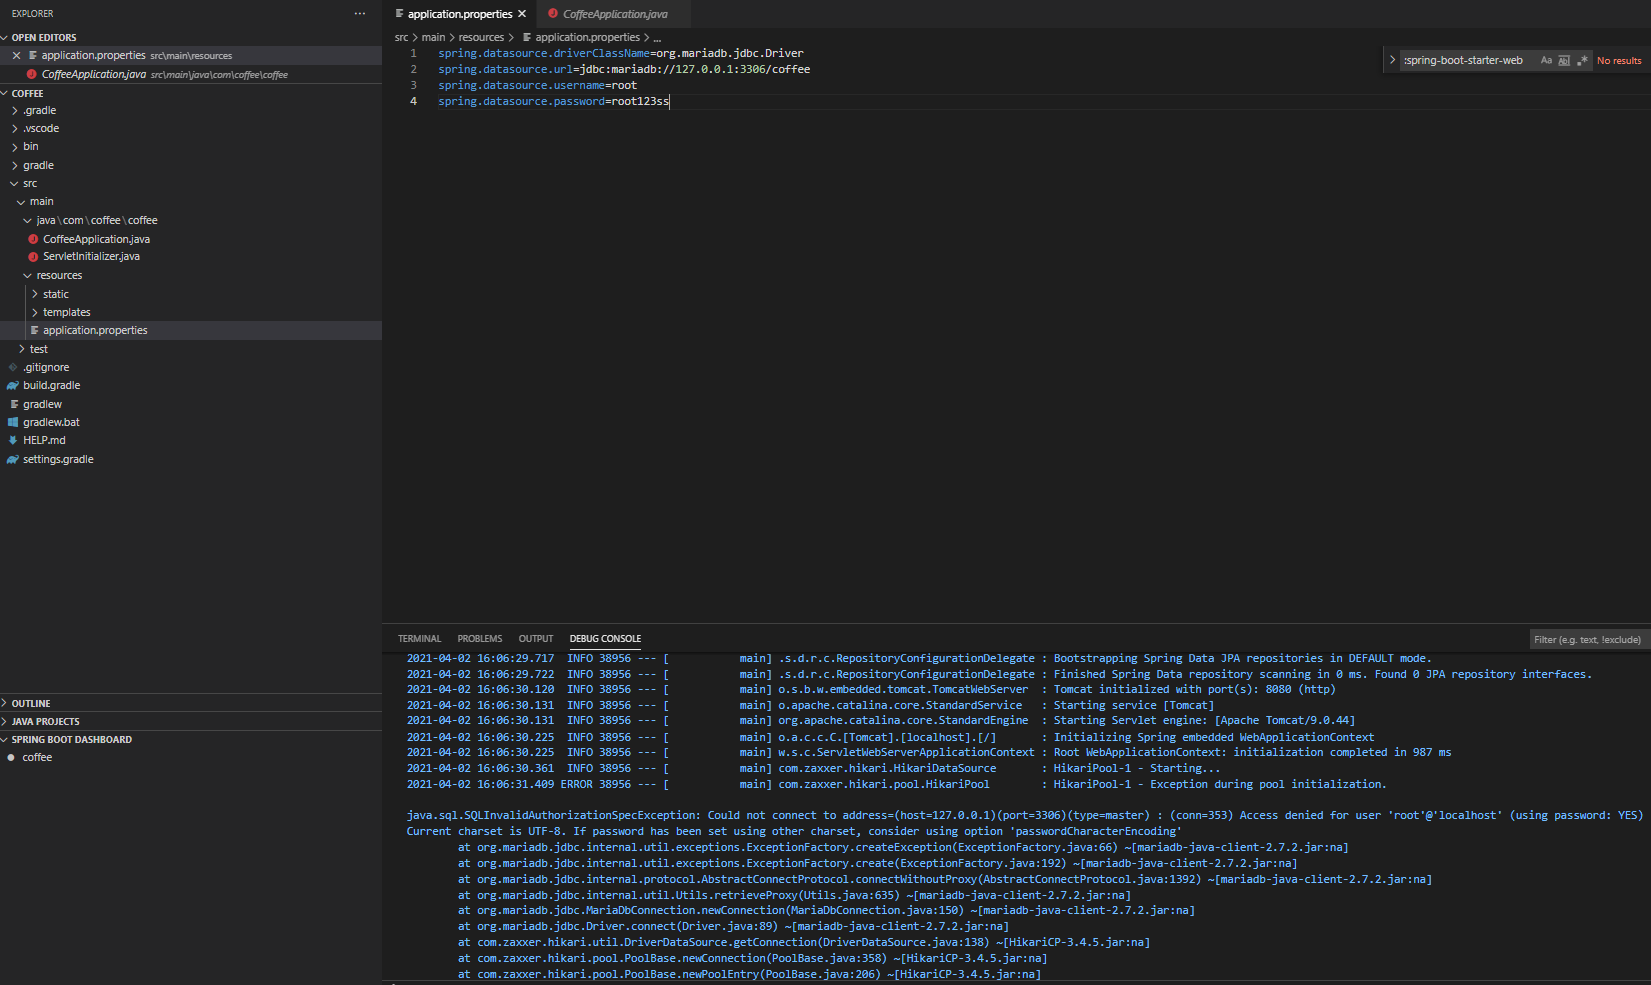 EXPLORER
OPEN EDITORS
application.properties src\main\resources
CoffeeApplication.java src\main\java\com\coffee\coffee
COFFEE
.gradle
.vscode
bin
gradle
src
main
java\com\coffee\coffee
CoffeeApplication.java
ServletInitializer.java
resources
static
templates
application.properties
test
.gitignore
build.gradle
gradlew
gradlew.bat
HELP.md
settings.gradle
OUTLINE
JAVA PROJECTS
SPRING BOOT DASHBOARD
coffee
application.properties
CoffeeApplication.java
src > main > resources > application.properties > ...
1 spring.datasource.driverClassName=org.mariadb.jdbc.Driver
2 spring.datasource.url=jdbc:mariadb://127.0.0.1:3306/coffee
3 spring.datasource.username=root
4 spring.datasource.password=root123ss
:spring-boot-starter-web Aa Abl .* No results
TERMINAL PROBLEMS OUTPUT DEBUG CONSOLE
Filter (e.g. text, !exclude)
2021-04-02 16:06:29.717 INFO 38956 --- [ main] .s.d.r.c.RepositoryConfigurationDelegate : Bootstrapping Spring Data JPA repositories in DEFAULT mode.
2021-04-02 16:06:29.722 INFO 38956 --- [ main] .s.d.r.c.RepositoryConfigurationDelegate : Finished Spring Data repository scanning in 0 ms. Found 0 JPA repository interfaces.
2021-04-02 16:06:30.120 INFO 38956 --- [ main] o.s.b.w.embedded.tomcat.TomcatWebServer : Tomcat initialized with port(s): 8080 (http)
2021-04-02 16:06:30.131 INFO 38956 --- [ main] o.apache.catalina.core.StandardService : Starting service [Tomcat]
2021-04-02 16:06:30.131 INFO 38956 --- [ main] org.apache.catalina.core.StandardEngine : Starting Servlet engine: [Apache Tomcat/9.0.44]
2021-04-02 16:06:30.225 INFO 38956 --- [ main] o.a.c.c.C.[Tomcat].[localhost].[/] : Initializing Spring embedded WebApplicationContext
2021-04-02 16:06:30.225 INFO 38956 --- [ main] w.s.c.ServletWebServerApplicationContext : Root WebApplicationContext: initialization completed in 987 ms
2021-04-02 16:06:30.361 INFO 38956 --- [ main] com.zaxxer.hikari.HikariDataSource : HikariPool-1 - Starting...
2021-04-02 16:06:31.409 ERROR 38956 --- [ main] com.zaxxer.hikari.pool.HikariPool : HikariPool-1 - Exception during pool initialization.
java.sql.SQLInvalidAuthorizationSpecException: Could not connect to address=(host=127.0.0.1)(port=3306)(type=master) : (conn=353) Access denied for user 'root'@'localhost' (using password: YES)
Current charset is UTF-8. If password has been set using other charset, consider using option 'passwordCharacterEncoding'
at org.mariadb.jdbc.internal.util.exceptions.ExceptionFactory.createException(ExceptionFactory.java:66) ~[mariadb-java-client-2.7.2.jar:na]
at org.mariadb.jdbc.internal.util.exceptions.ExceptionFactory.create(ExceptionFactory.java:192) ~[mariadb-java-client-2.7.2.jar:na]
at org.mariadb.jdbc.internal.protocol.AbstractConnectProtocol.connectWithoutProxy(AbstractConnectProtocol.java:1392) ~[mariadb-java-client-2.7.2.jar:na]
at org.mariadb.jdbc.internal.util.Utils.retrieveProxy(Utils.java:635) ~[mariadb-java-client-2.7.2.jar:na]
at org.mariadb.jdbc.MariaDbConnection.newConnection(MariaDbConnection.java:150) ~[mariadb-java-client-2.7.2.jar:na]
at org.mariadb.jdbc.Driver.connect(Driver.java:89) ~[mariadb-java-client-2.7.2.jar:na]
at com.zaxxer.hikari.util.DriverDataSource.getConnection(DriverDataSource.java:138) ~[HikariCP-3.4.5.jar:na]
at com.zaxxer.hikari.pool.PoolBase.newConnection(PoolBase.java:358) ~[HikariCP-3.4.5.jar:na]
at com.zaxxer.hikari.pool.PoolBase.newPoolEntry(PoolBase.java:206) ~[HikariCP-3.4.5.jar:na]